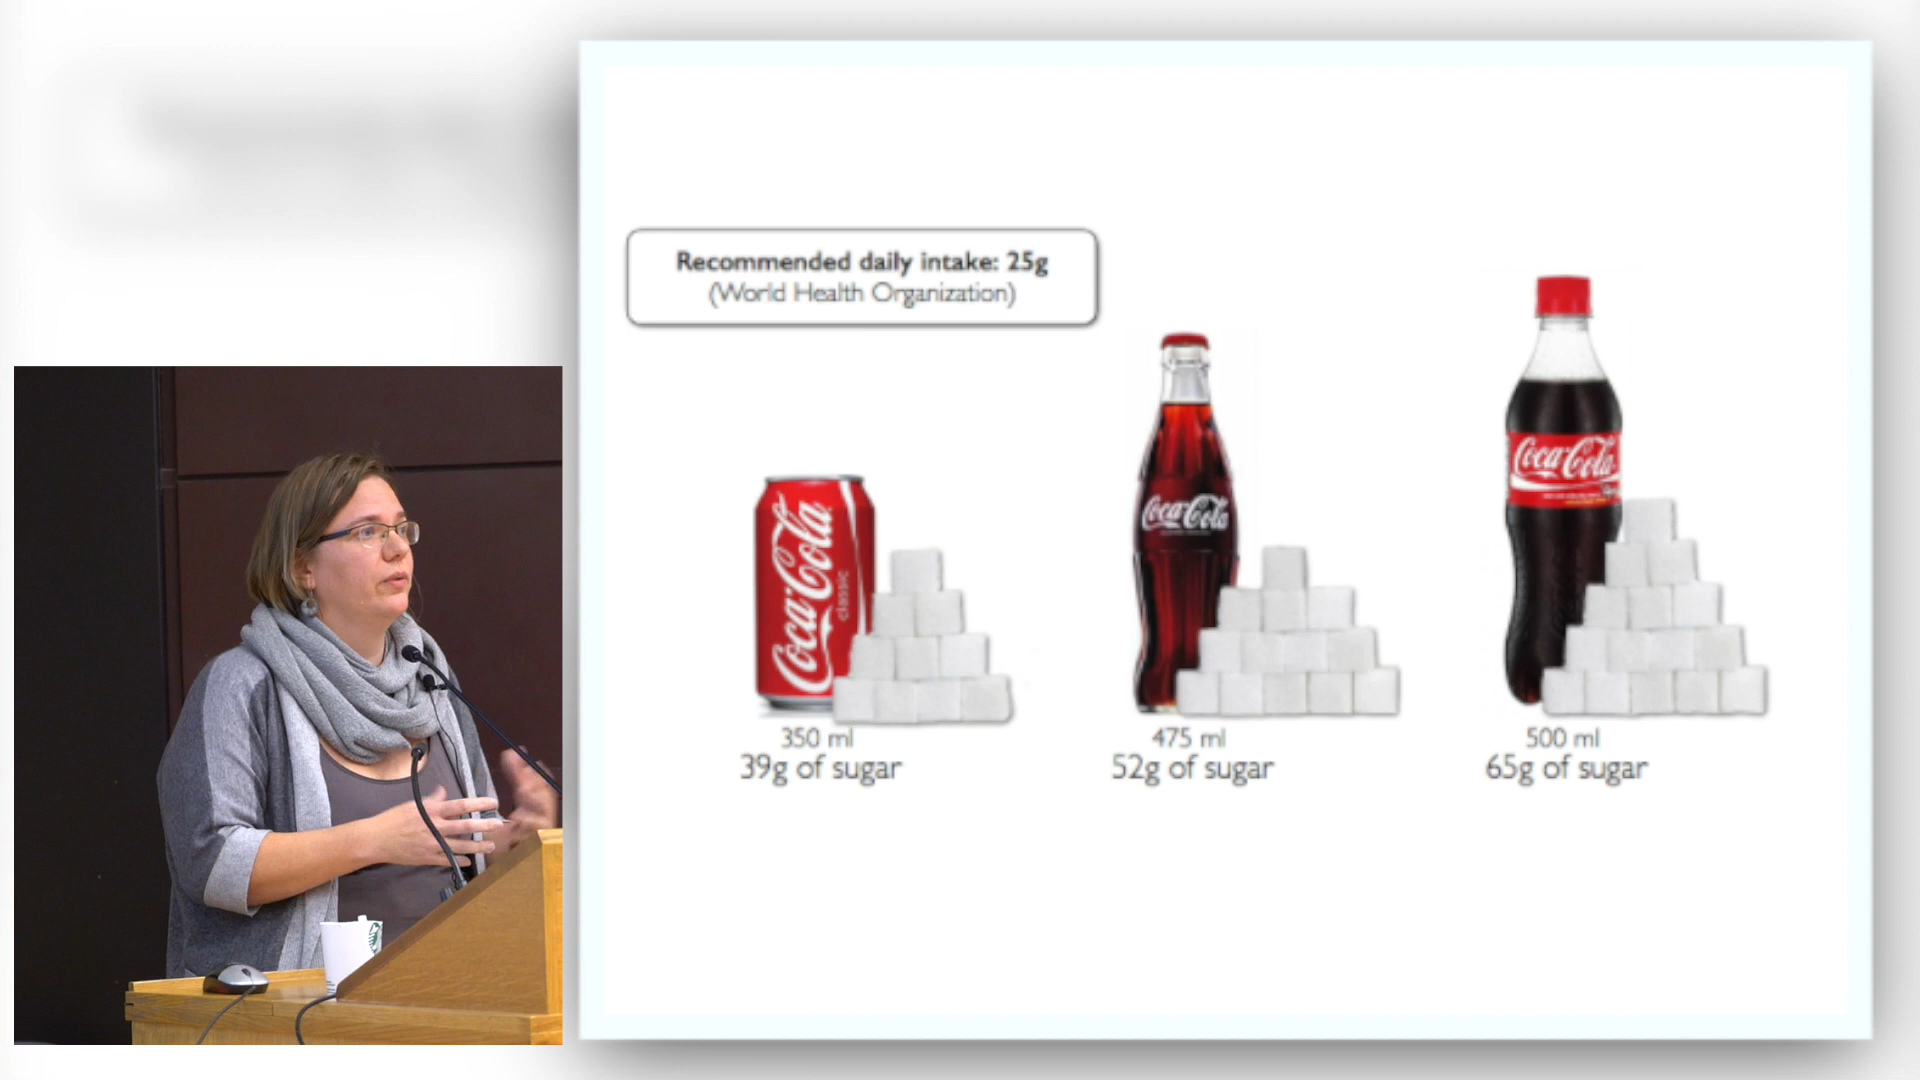 Recommended daily intake: 25g
(World Health Organization)
Coca-Cola
classic
Coca-Cola
Coca-Cola
350 ml
39g of sugar
475 ml
52g of sugar
500 ml
65g of sugar